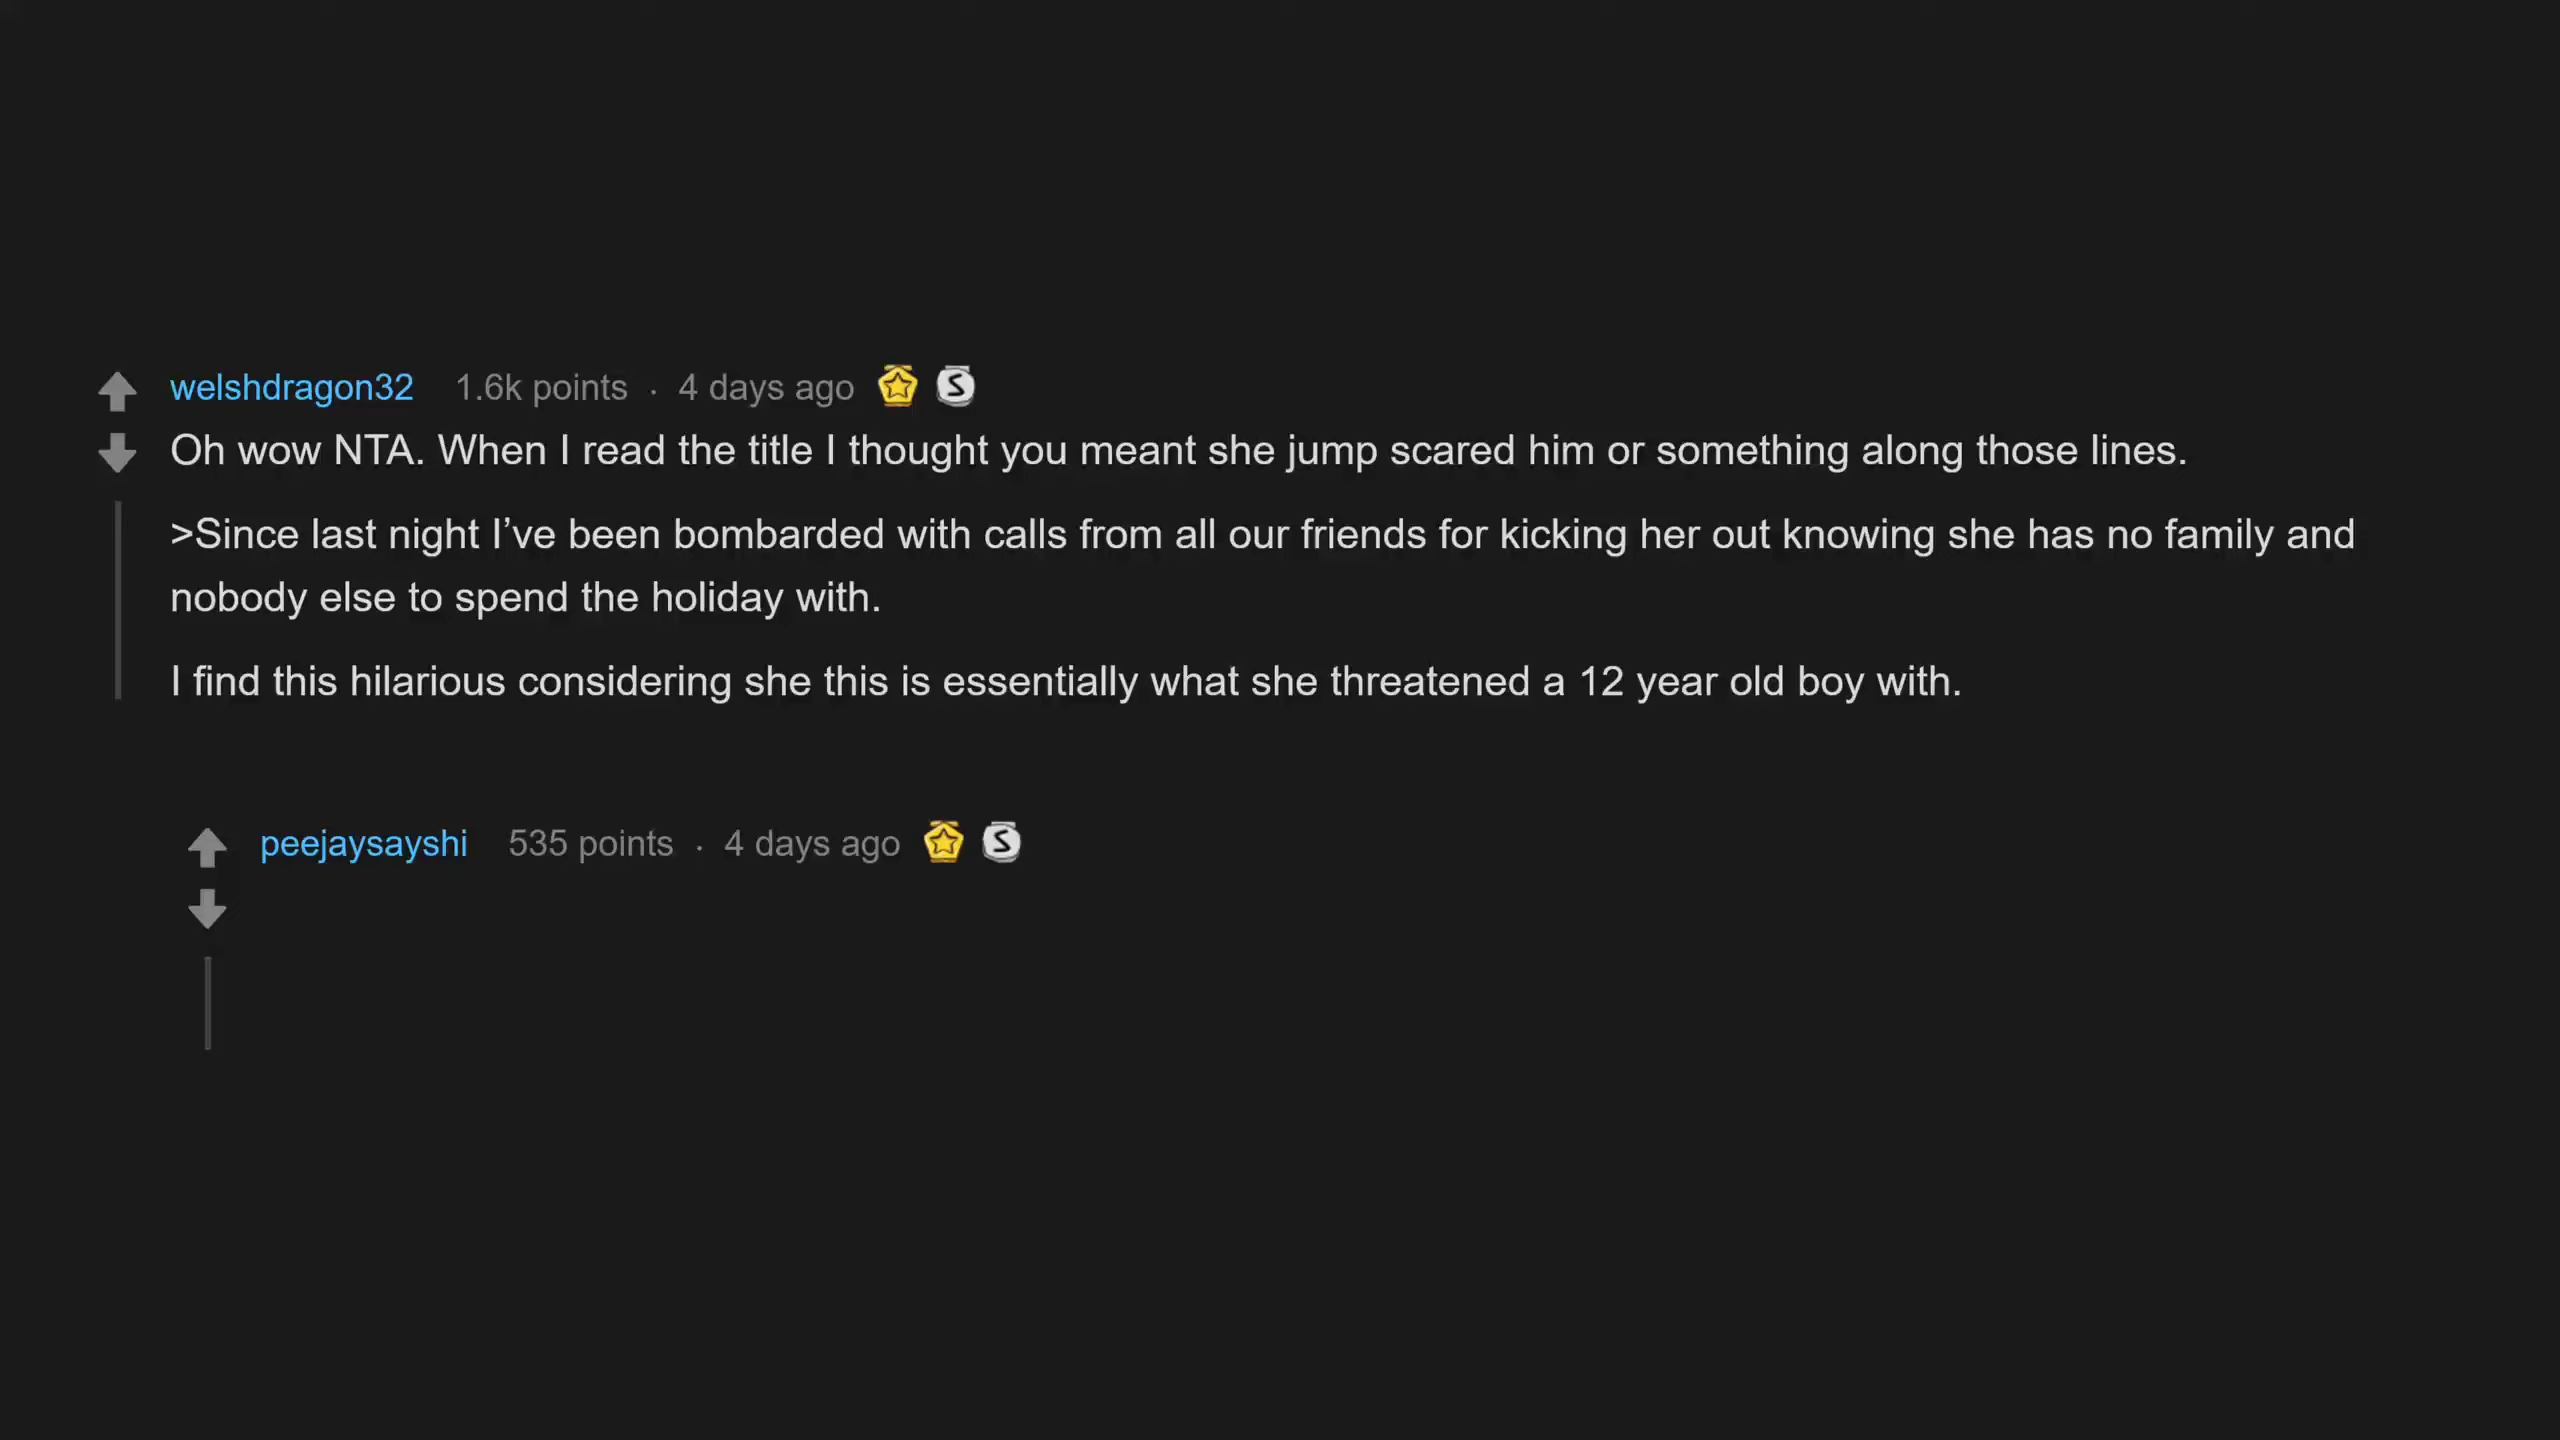 welshdragon32 1.6k points · 4 days ago
Oh wow NTA. When I read the title I thought you meant she jump scared him or something along those lines.
>Since last night I’ve been bombarded with calls from all our friends for kicking her out knowing she has no family and
nobody else to spend the holiday with.
I find this hilarious considering she this is essentially what she threatened a 12 year old boy with.
peejaysayshi 535 points · 4 days ago